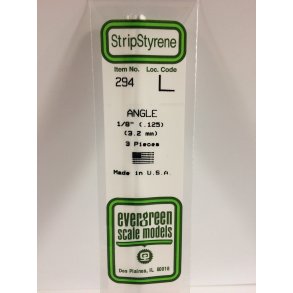 StripStyrene
Item No. Loc. Code
294 L
ANGLE
1/8" (.125)
(3.2 mm)
3 Pieces
Made in U.S.A.
evergreen
scale models
Des Plaines, IL 60018